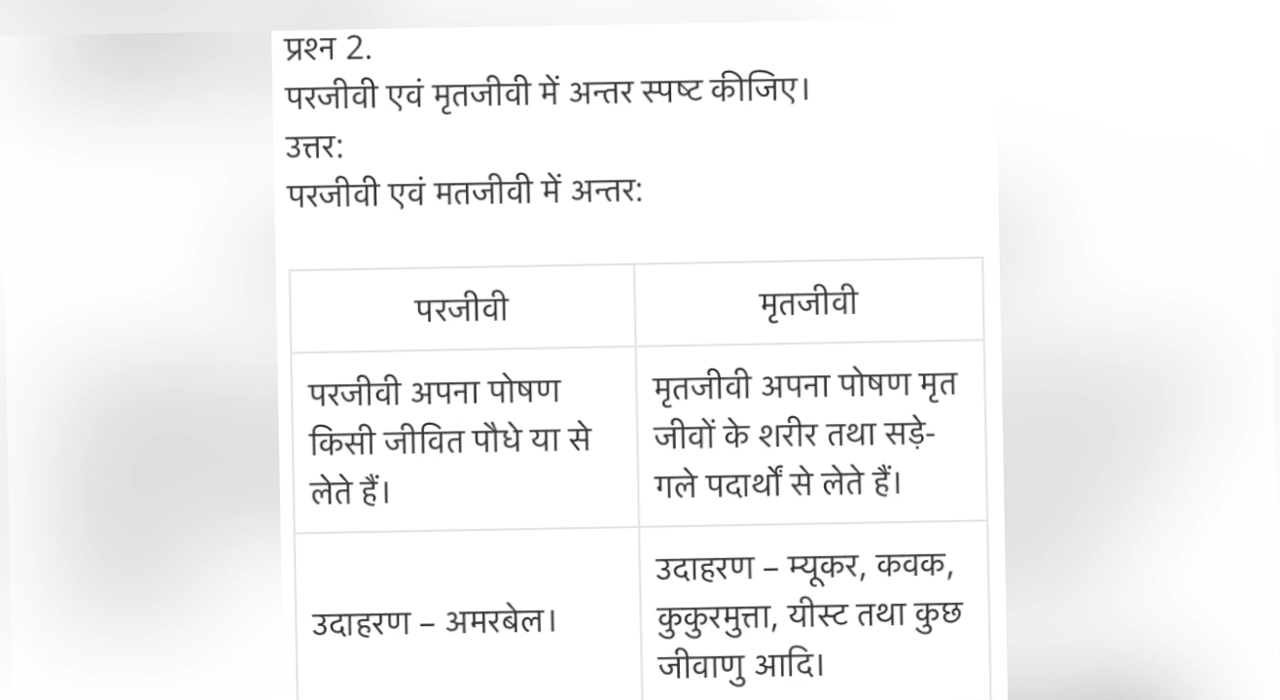 प्रश्न 2.
परजीवी एवं मृतजीवी में अन्तर स्पष्ट कीजिए।
उत्तर:
परजीवी एवं मतजीवी में अन्तर:
परजीवी
मृतजीवी
परजीवी अपना पोषण
किसी जीवित पौधे या से
लेते हैं।
मृतजीवी अपना पोषण मृत
जीवों के शरीर तथा सड़े-
गले पदार्थों से लेते हैं।
उदाहरण – अमरबेल।
उदाहरण – म्यूकर, कवक,
कुकुरमुत्ता, यीस्ट तथा कुछ
जीवाणु आदि।